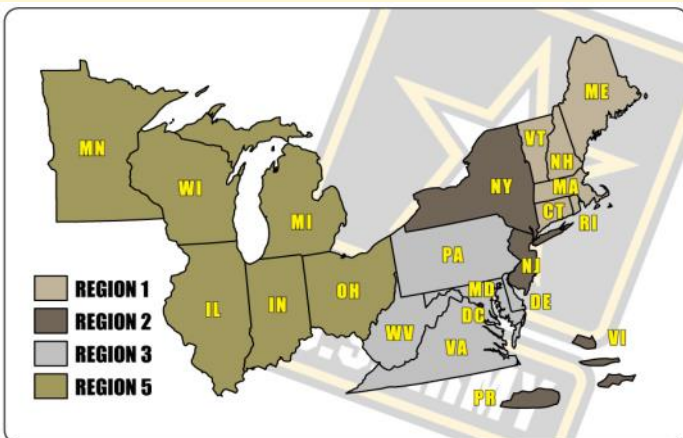 ME
VT
NH
MN
NY
MA
WI
CT
MI
RI
PA
NJ
OH
MD
DE
REGION 1
IL
IN
DC
REGION 2
WV
VA
VI
REGION 3
REGION 5
PR
U.S. ARMY